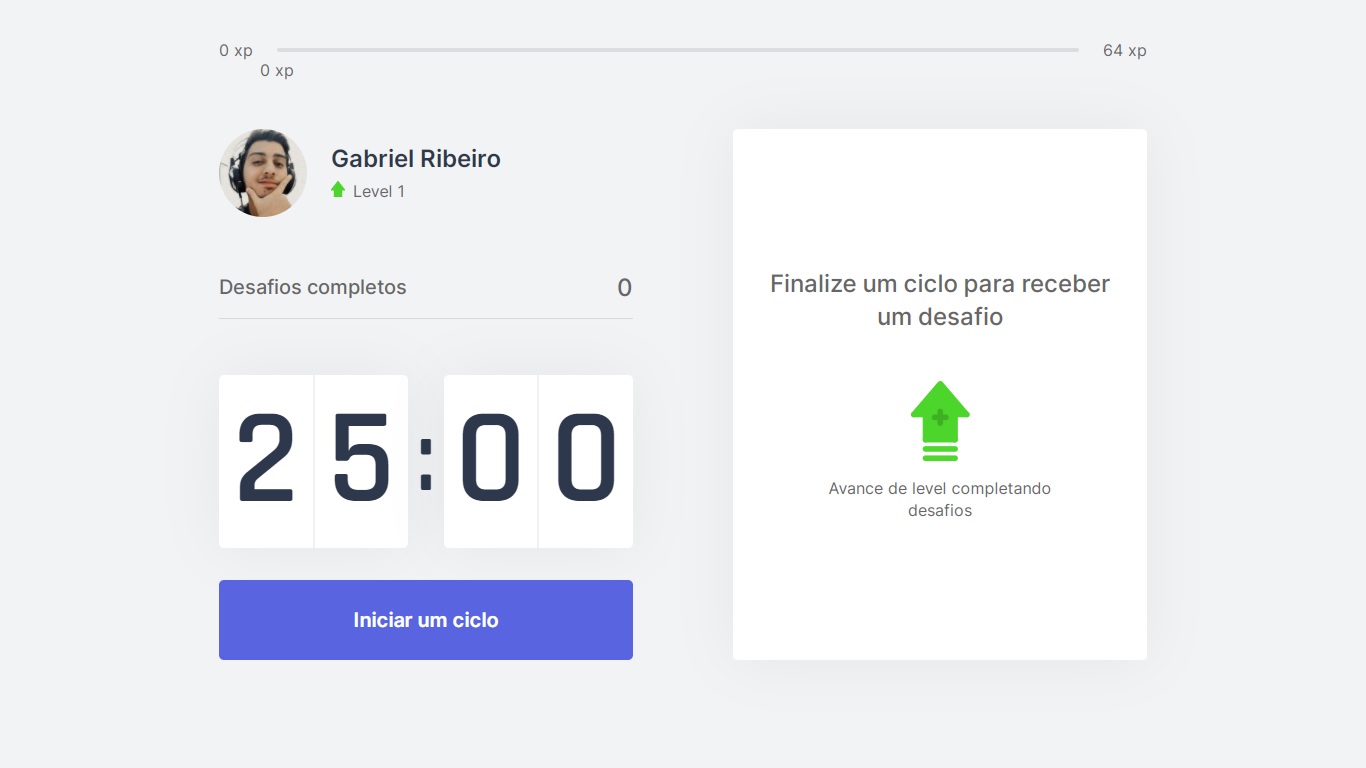 0 xp
64 xp
0 xp
Gabriel Ribeiro
Level 1
Desafios completos
0
25:00
Iniciar um ciclo
Finalize um ciclo para receber
um desafio
Avance de level completando
desafios